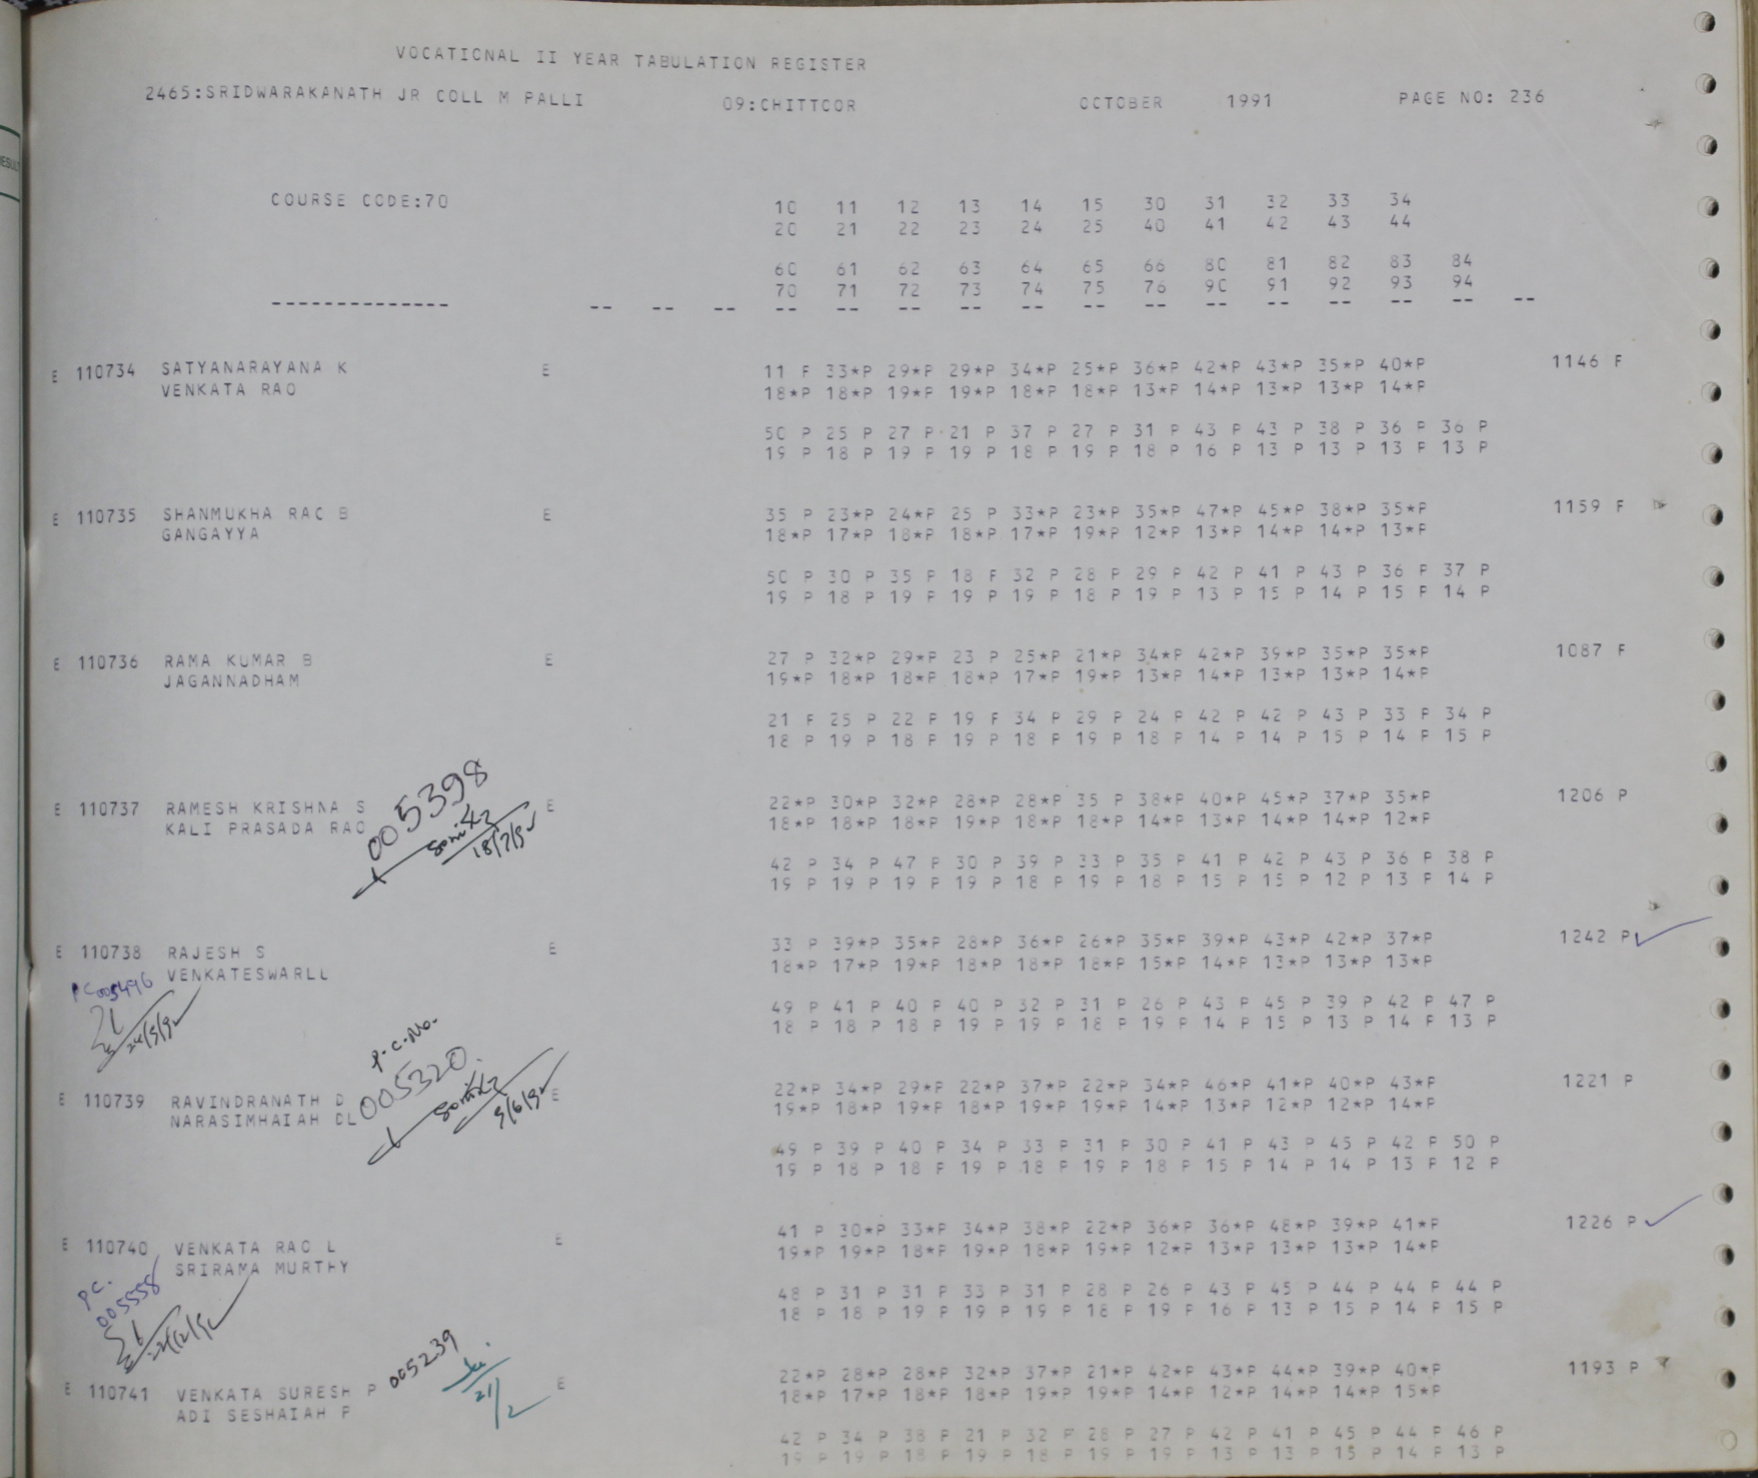 VOCATIONAL II YEAR TABULATION REGISTER
2465:SRIDWARAKANATH JR COLL M PALLI 09:CHITTOOR OCTOBER 1991 PAGE NO: 236
COURSE CODE:70 10 11 12 13 14 15 30 31 32 33 34
20 21 22 23 24 25 40 41 42 43 44
60 61 62 63 64 65 66 80 81 82 83 84
70 71 72 73 74 75 76 90 91 92 93 94
-------------- -- -- -- -- -- -- -- -- -- -- -- -- -- -- -- --
E 110734 SATYANARAYANA K E 11 F 33*P 29*P 29*P 34*P 25*P 36*P 42*P 43*P 35*P 40*P 1146 F
VENKATA RAO 18*P 18*P 19*P 19*P 18*P 18*P 13*P 14*P 13*P 13*P 14*P
50 P 25 P 27 P 21 P 37 P 27 P 31 P 43 P 43 P 38 P 36 P 36 P
19 P 18 P 19 P 19 P 18 P 19 P 18 P 16 P 13 P 13 P 13 P 13 P
E 110735 SHANMUKHA RAO B E 35 P 23*P 24*P 25 P 33*P 23*P 35*P 47*P 45*P 38*P 35*P 1159 F
GANGAYYA 18*P 17*P 18*P 18*P 17*P 19*P 12*P 13*P 14*P 14*P 13*P
50 P 30 P 35 P 18 F 32 P 28 P 29 P 42 P 41 P 43 P 36 P 37 P
19 P 18 P 19 P 19 P 19 P 18 P 19 P 13 P 15 P 14 P 15 P 14 P
E 110736 RAMA KUMAR B E 27 P 32*P 29*P 23 P 25*P 21*P 34*P 42*P 39*P 35*P 35*P 1087 F
JAGANNADHAM 19*P 18*P 18*P 18*P 17*P 19*P 13*P 14*P 13*P 13*P 14*P
21 F 25 P 22 P 19 F 34 P 29 P 24 P 42 P 42 P 43 P 33 P 34 P
18 P 19 P 18 P 19 P 18 P 19 P 18 P 14 P 14 P 15 P 14 P 15 P
005398
E 110737 RAMESH KRISHNA S E 22*P 30*P 32*P 28*P 28*P 35 P 38*P 40*P 45*P 37*P 35*P 1206 P
KALI PRASADA RAO 18*P 18*P 18*P 19*P 18*P 18*P 14*P 13*P 14*P 14*P 12*P
18/7/92
42 P 34 P 47 P 30 P 39 P 33 P 35 P 41 P 42 P 43 P 36 P 38 P
19 P 19 P 19 P 19 P 18 P 19 P 18 P 15 P 15 P 12 P 13 P 14 P
E 110738 RAJESH S E 33 P 39*P 35*P 28*P 36*P 26*P 35*P 39*P 43*P 42*P 37*P 1242 P
VENKATESWARLU 18*P 17*P 19*P 18*P 18*P 18*P 15*P 14*P 13*P 13*P 13*P
PC 005496
24/5/92
49 P 41 P 40 P 40 P 32 P 31 P 26 P 43 P 45 P 39 P 42 P 47 P
18 P 18 P 18 P 19 P 19 P 18 P 19 P 14 P 15 P 13 P 14 P 13 P
P.C.No.
005320.
E 110739 RAVINDRANATH D E 22*P 34*P 29*P 22*P 37*P 22*P 34*P 46*P 41*P 40*P 43*P 1221 P
NARASIMHAIAH DL 19*P 18*P 19*P 18*P 19*P 19*P 14*P 13*P 12*P 12*P 14*P
5/6/92
49 P 39 P 40 P 34 P 33 P 31 P 30 P 41 P 43 P 45 P 42 P 50 P
19 P 18 P 18 P 19 P 18 P 19 P 18 P 15 P 14 P 14 P 13 P 12 P
E 110740 VENKATA RAO L E 41 P 30*P 33*P 34*P 38*P 22*P 36*P 36*P 48*P 39*P 41*P 1226 P
SRIRAMA MURTHY 19*P 19*P 18*P 19*P 18*P 19*P 12*P 13*P 13*P 13*P 14*P
PC.
005558
48 P 31 P 31 P 33 P 31 P 28 P 26 P 43 P 45 P 44 P 44 P 44 P
18 P 18 P 19 P 19 P 19 P 18 P 19 P 16 P 13 P 15 P 14 P 15 P
005239
E 110741 VENKATA SURESH P E 22*P 28*P 28*P 32*P 37*P 21*P 42*P 43*P 44*P 39*P 40*P 1193 P
ADI SESHAIAH P 18*P 17*P 18*P 18*P 19*P 19*P 14*P 12*P 14*P 14*P 15*P
21/2
42 P 34 P 38 P 21 P 32 P 28 P 27 P 42 P 41 P 45 P 44 P 46 P
19 P 19 P 18 P 19 P 18 P 19 P 19 P 13 P 13 P 15 P 14 P 13 P